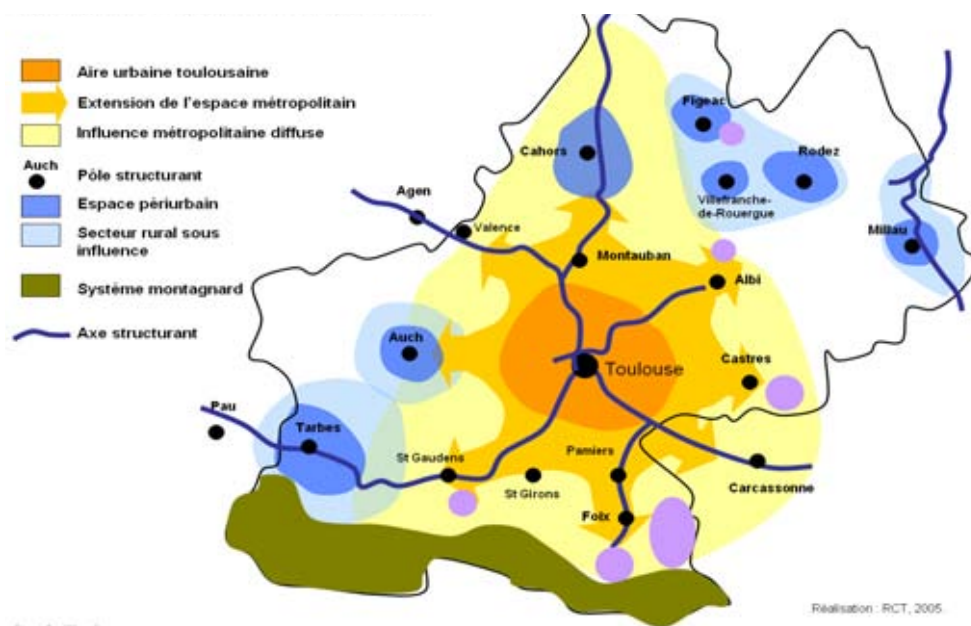 Aire urbaine toulousaine
Extension de l'espace métropolitain
Influence métropolitaine diffuse
Auch
Pôle structurant
Espace périurbain
Secteur rural sous
influence
Système montagnard
Axe structurant
Figeac
Cahors
Rodez
Agen
Villefranche-
de-Rouergue
Valence
Millau
Montauban
Albi
Auch
Toulouse
Castres
Pau
Tarbes
St Gaudens
Pamiers
St Girons
Carcassonne
Foix
Réalisation : RCT, 2005.